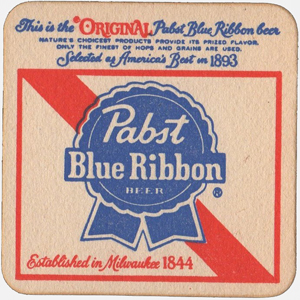 This is the "ORIGINAL Pabst Blue Ribbon beer
NATURE'S CHOICEST PRODUCTS PROVIDE ITS PRIZED FLAVOR.
ONLY THE FINEST OF HOPS AND GRAINS ARE USED.
Selected as America's Best in 1893
Pabst
Blue Ribbon
BEER
®
Established in Milwaukee 1844